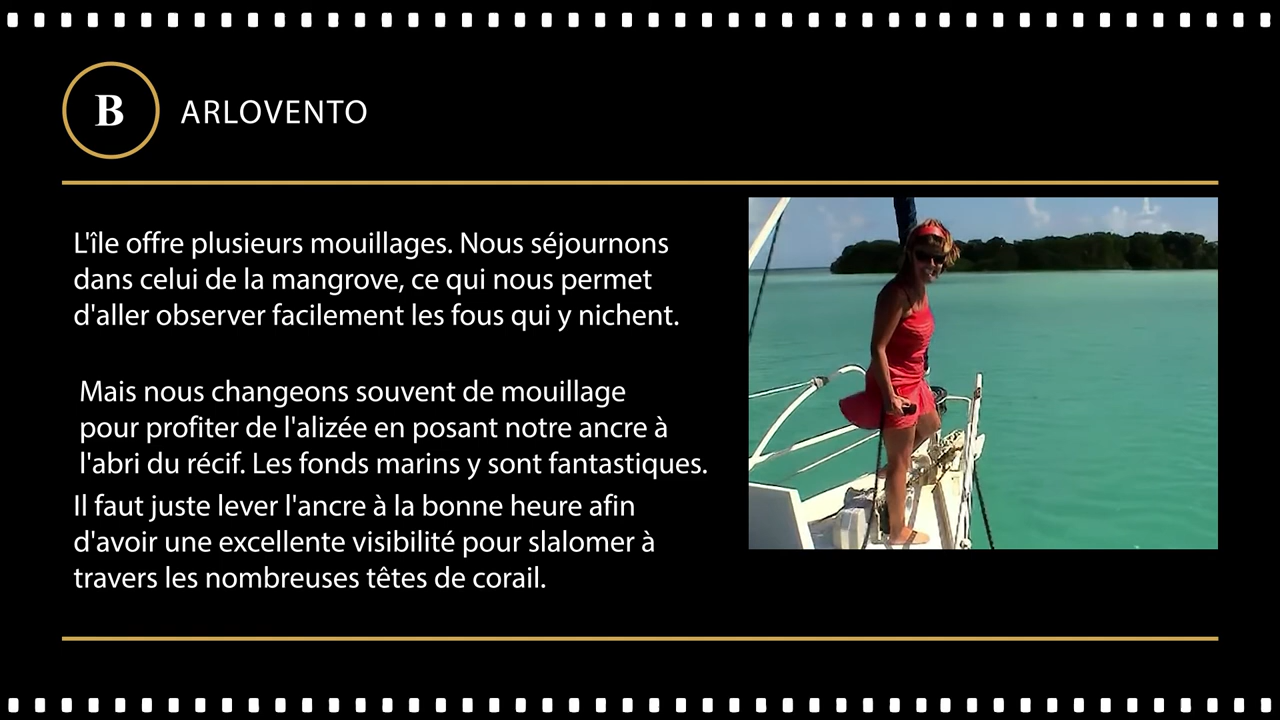 B ARLOVENTO
L'île offre plusieurs mouillages. Nous séjournons
dans celui de la mangrove, ce qui nous permet
d'aller observer facilement les fous qui y nichent.
Mais nous changeons souvent de mouillage
pour profiter de l'alizée en posant notre ancre à
l'abri du récif. Les fonds marins y sont fantastiques.
Il faut juste lever l'ancre à la bonne heure afin
d'avoir une excellente visibilité pour slalomer à
travers les nombreuses têtes de corail.